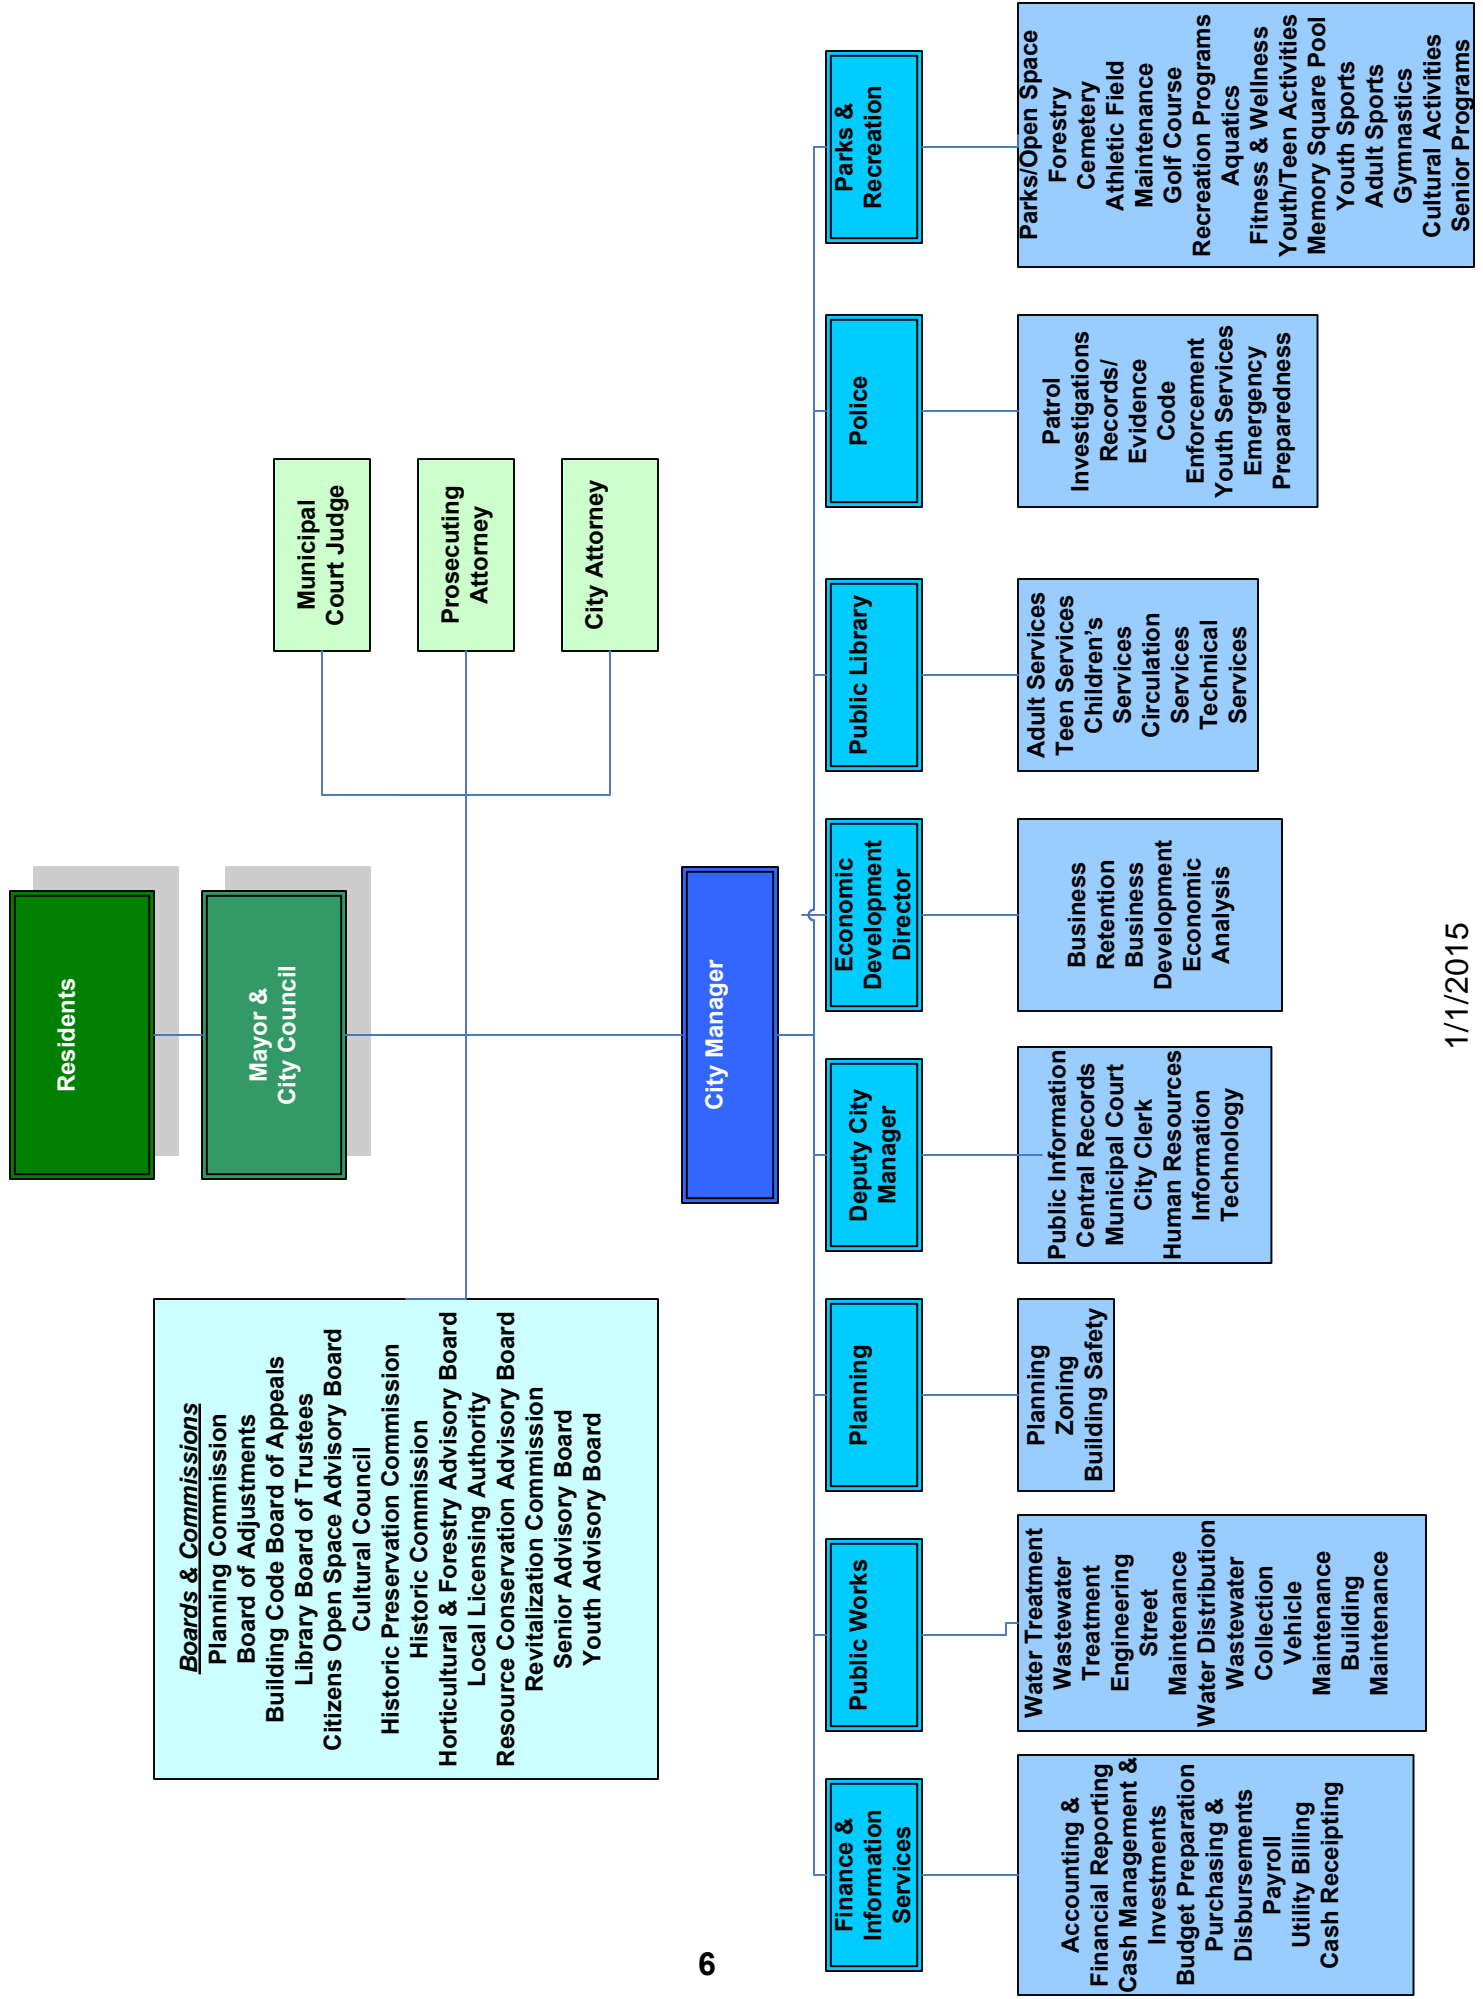 Residents
Mayor &
City Council
Boards & Commissions
Planning Commission
Board of Adjustments
Building Code Board of Appeals
Library Board of Trustees
Citizens Open Space Advisory Board
Cultural Council
Historic Preservation Commission
Historic Commission
Horticultural & Forestry Advisory Board
Local Licensing Authority
Resource Conservation Advisory Board
Revitalization Commission
Senior Advisory Board
Youth Advisory Board
Municipal
Court Judge
Prosecuting
Attorney
City Attorney
City Manager
Finance &
Information
Services
Public Works
Planning
Deputy City
Manager
Economic
Development
Director
Public Library
Police
Parks &
Recreation
Accounting &
Financial Reporting
Cash Management &
Investments
Budget Preparation
Purchasing &
Disbursements
Payroll
Utility Billing
Cash Receipting
Water Treatment
Wastewater
Treatment
Engineering
Street
Maintenance
Water Distribution
Wastewater
Collection
Vehicle
Maintenance
Building
Maintenance
Planning
Zoning
Building Safety
Public Information
Central Records
Municipal Court
City Clerk
Human Resources
Information
Technology
Business
Retention
Business
Development
Economic
Analysis
Adult Services
Teen Services
Children’s
Services
Circulation
Services
Technical
Services
Patrol
Investigations
Records/
Evidence
Code
Enforcement
Youth Services
Emergency
Preparedness
Parks/Open Space
Forestry
Cemetery
Athletic Field
Maintenance
Golf Course
Recreation Programs
Aquatics
Fitness & Wellness
Youth/Teen Activities
Memory Square Pool
Youth Sports
Adult Sports
Gymnastics
Cultural Activities
Senior Programs
1/1/2015
6